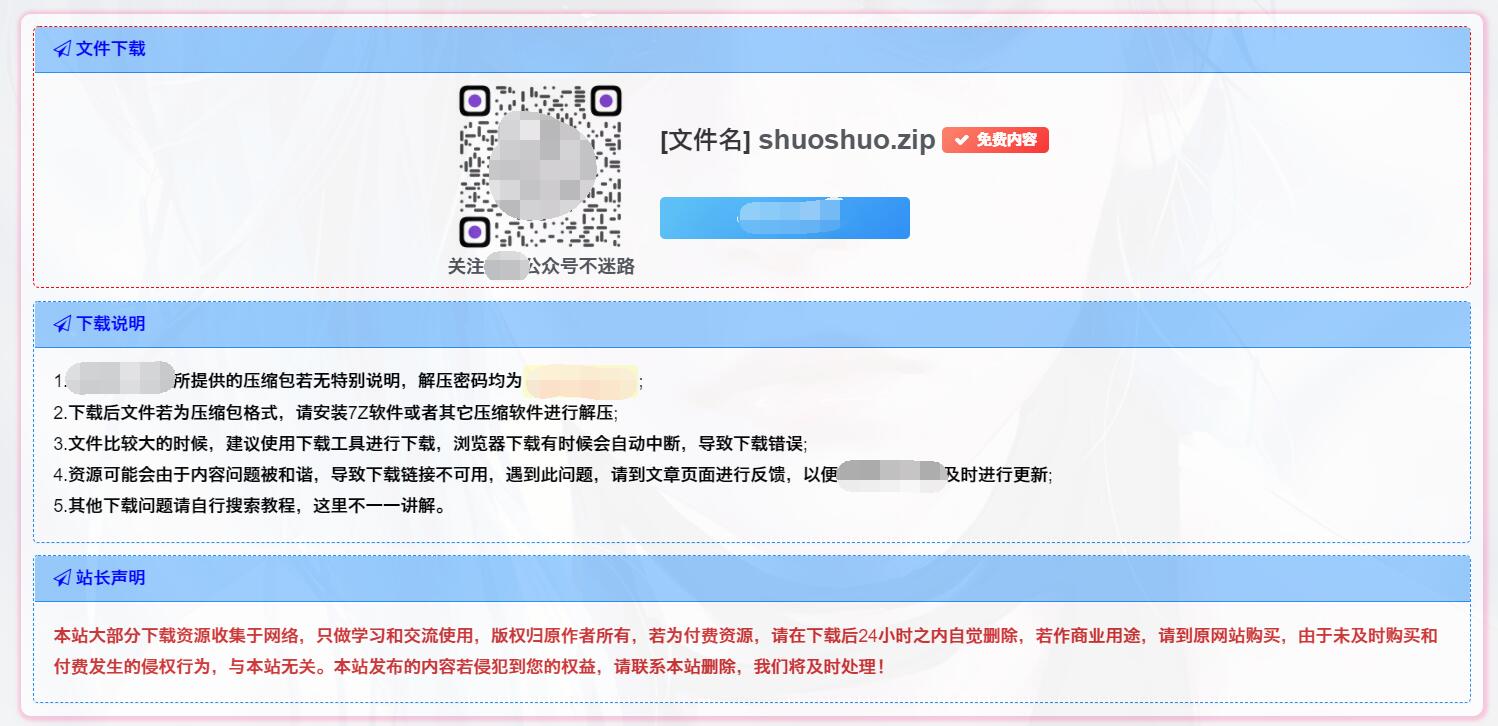 文件下载
[文件名] shuoshuo.zip 免费内容
关注 公众号不迷路
下载说明
1. 所提供的压缩包若无特别说明，解压密码均为 ;
2.下载后文件若为压缩包格式，请安装7Z软件或者其它压缩软件进行解压;
3.文件比较大的时候，建议使用下载工具进行下载，浏览器下载有时候会自动中断，导致下载错误;
4.资源可能会由于内容问题被和谐，导致下载链接不可用，遇到此问题，请到文章页面进行反馈，以便 及时进行更新;
5.其他下载问题请自行搜索教程，这里不一一讲解。
站长声明
本站大部分下载资源收集于网络，只做学习和交流使用，版权归原作者所有，若为付费资源，请在下载后24小时之内自觉删除，若作商业用途，请到原网站购买，由于未及时购买和
付费发生的侵权行为，与本站无关。本站发布的内容若侵犯到您的权益，请联系本站删除，我们将及时处理！